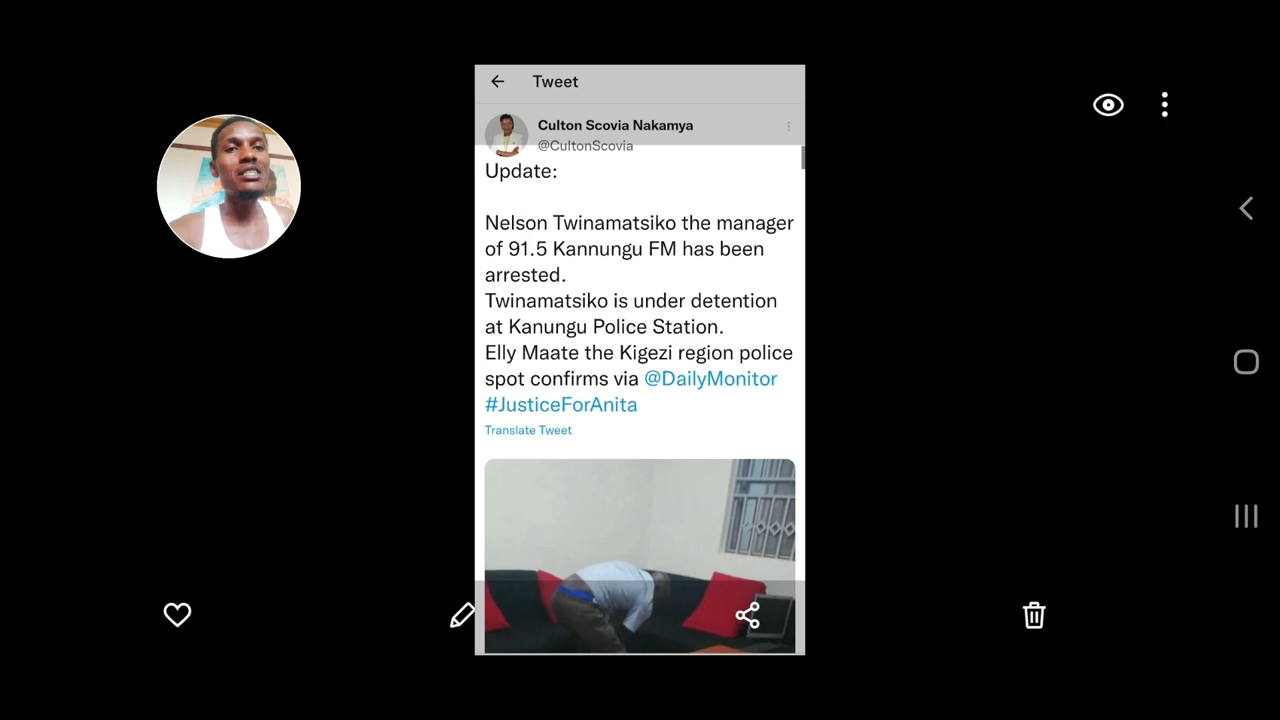 Tweet
Culton Scovia Nakamya
@CultonScovia
Update:
Nelson Twinamatsiko the manager
of 91.5 Kannungu FM has been
arrested.
Twinamatsiko is under detention
at Kanungu Police Station.
Elly Maate the Kigezi region police
spot confirms via @DailyMonitor
#JusticeForAnita
Translate Tweet